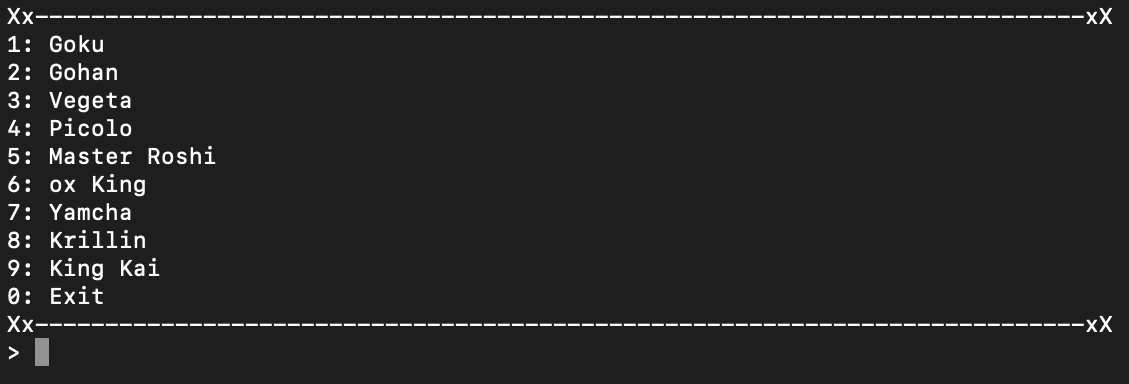 Xx———————————————————————————————————————————————————————————————————————————xX
1: Goku
2: Gohan
3: Vegeta
4: Picolo
5: Master Roshi
6: ox King
7: Yamcha
8: Krillin
9: King Kai
0: Exit
Xx———————————————————————————————————————————————————————————————————————————xX
>